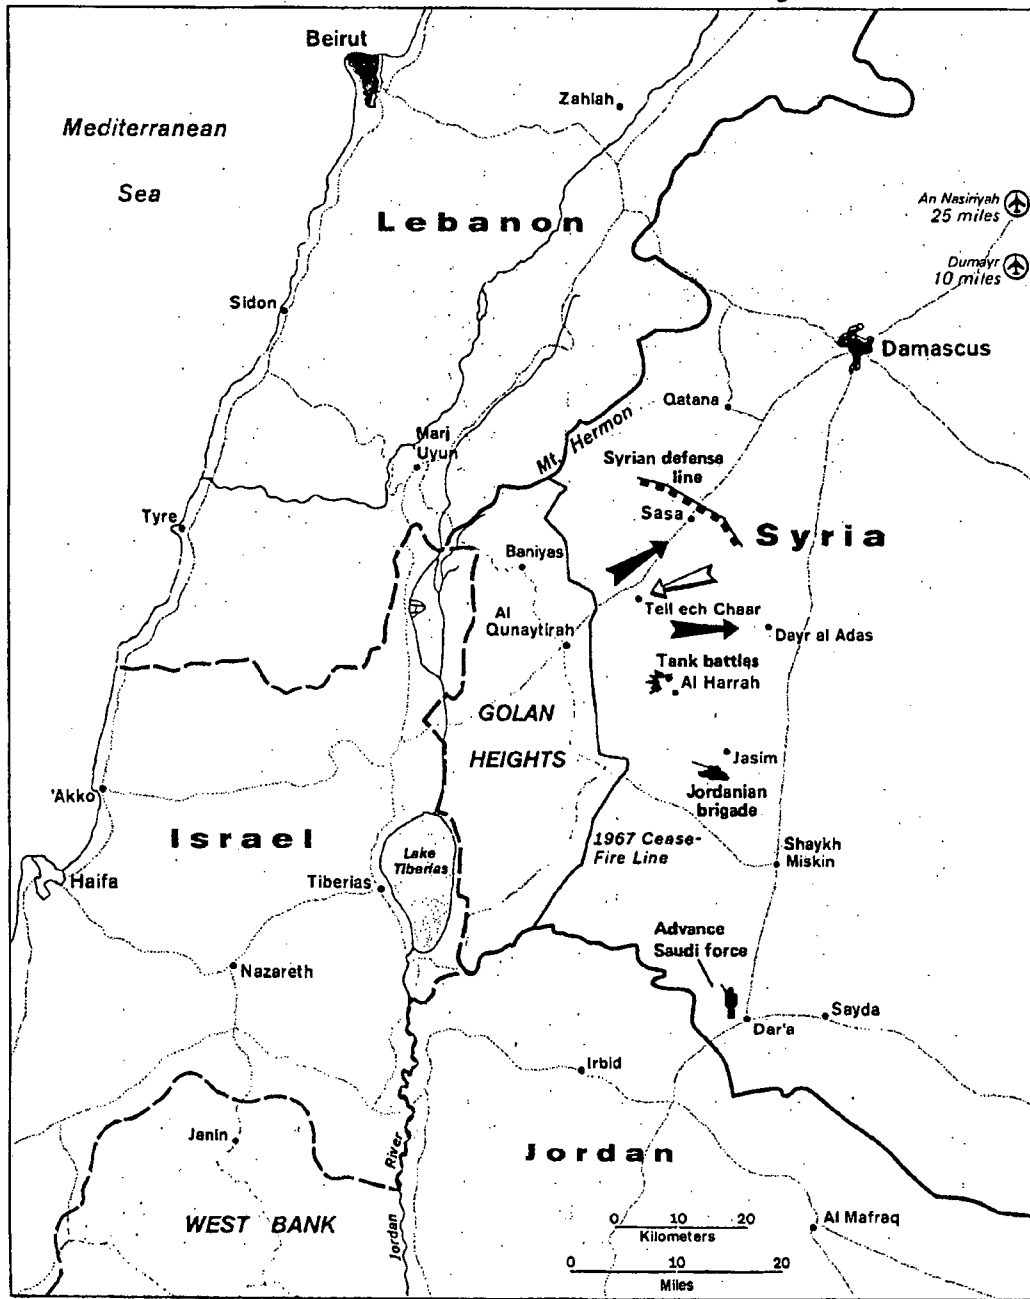 Beirut
Zahlah
Mediterranean
Sea
An Nasiriyah
25 miles
Lebanon
Dumayr
10 miles
Sidon
Damascus
Qatana
Mt. Hermon
Marj
'Uyun
Syrian defense
line
Sasa
Tyre
Syria
Baniyas
Tell ech Chaar
Al
Qunaytirah
Dayr al Adas
Tank battles
Al Harrah
GOLAN
HEIGHTS
Jasim
Jordanian
brigade
'Akko
Israel
1967 Cease-
Fire Line
Shaykh
Miskin
Lake
Tiberias
Haifa
Tiberias
Advance
Saudi force
Nazareth
Dar'a
Sayda
Irbid
Janin
Jordan River
Jordan
WEST BANK
Al Mafraq
0 10 20
Kilometers
0 10 20
Miles